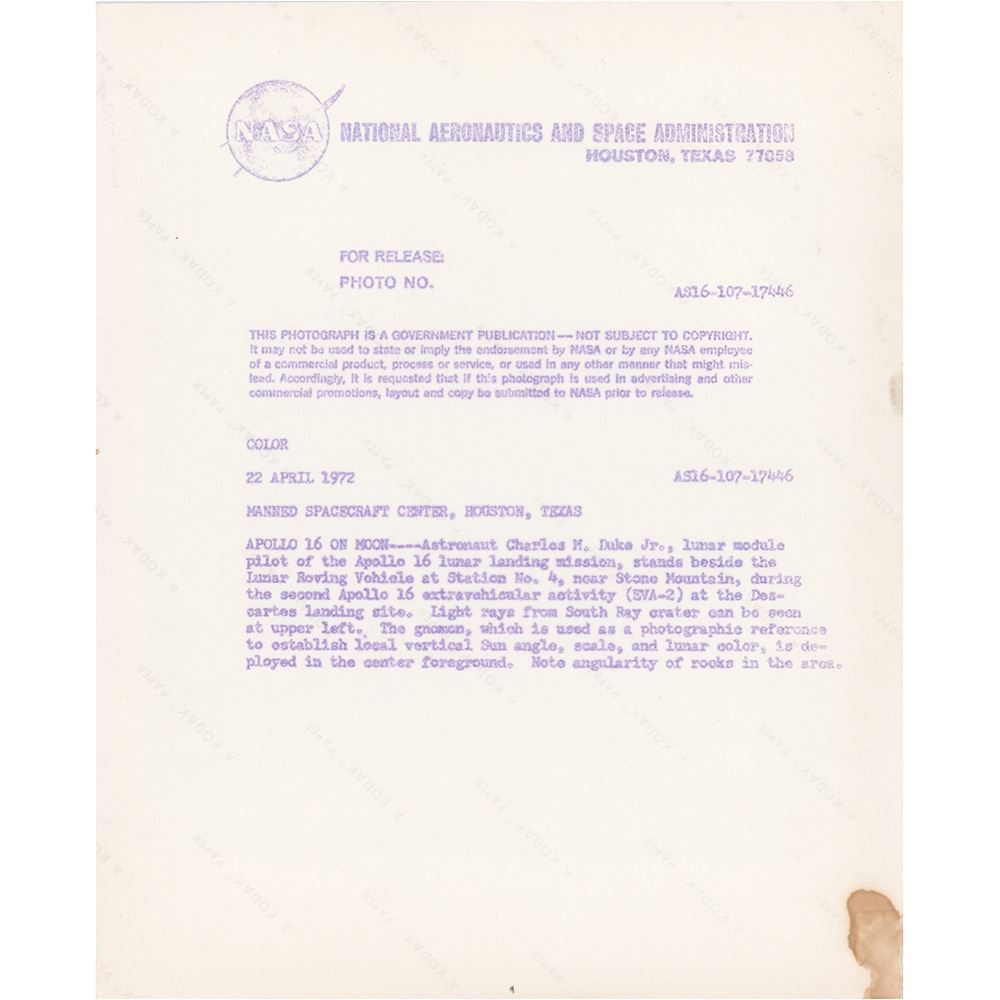 NASA
NATIONAL AERONAUTICS AND SPACE ADMINISTRATION
HOUSTON, TEXAS 77058
FOR RELEASE:
PHOTO NO.
AS16-107-17446
THIS PHOTOGRAPH IS A GOVERNMENT PUBLICATION — NOT SUBJECT TO COPYRIGHT.
It may not be used to state or imply the endorsement by NASA or by any NASA employee
of a commercial product, process or service, or used in any other manner that might mis-
lead. Accordingly, it is requested that if this photograph is used in advertising and other
commercial promotions, layout and copy be submitted to NASA prior to release.
COLOR
22 APRIL 1972 AS16-107-17446
MANNED SPACECRAFT CENTER, HOUSTON, TEXAS
APOLLO 16 ON MOON----Astronaut Charles M. Duke Jr., lunar module
pilot of the Apollo 16 lunar landing mission, stands beside the
Lunar Roving Vehicle at Station No. 4, near Stone Mountain, during
the second Apollo 16 extravehicular activity (EVA-2) at the Des-
cartes landing site. Light rays from South Ray crater can be seen
at upper left. The gnomon, which is used as a photographic reference
to establish local vertical Sun angle, scale, and lunar color, is de-
ployed in the center foreground. Note angularity of rocks in the area.
A KODAK PAPER